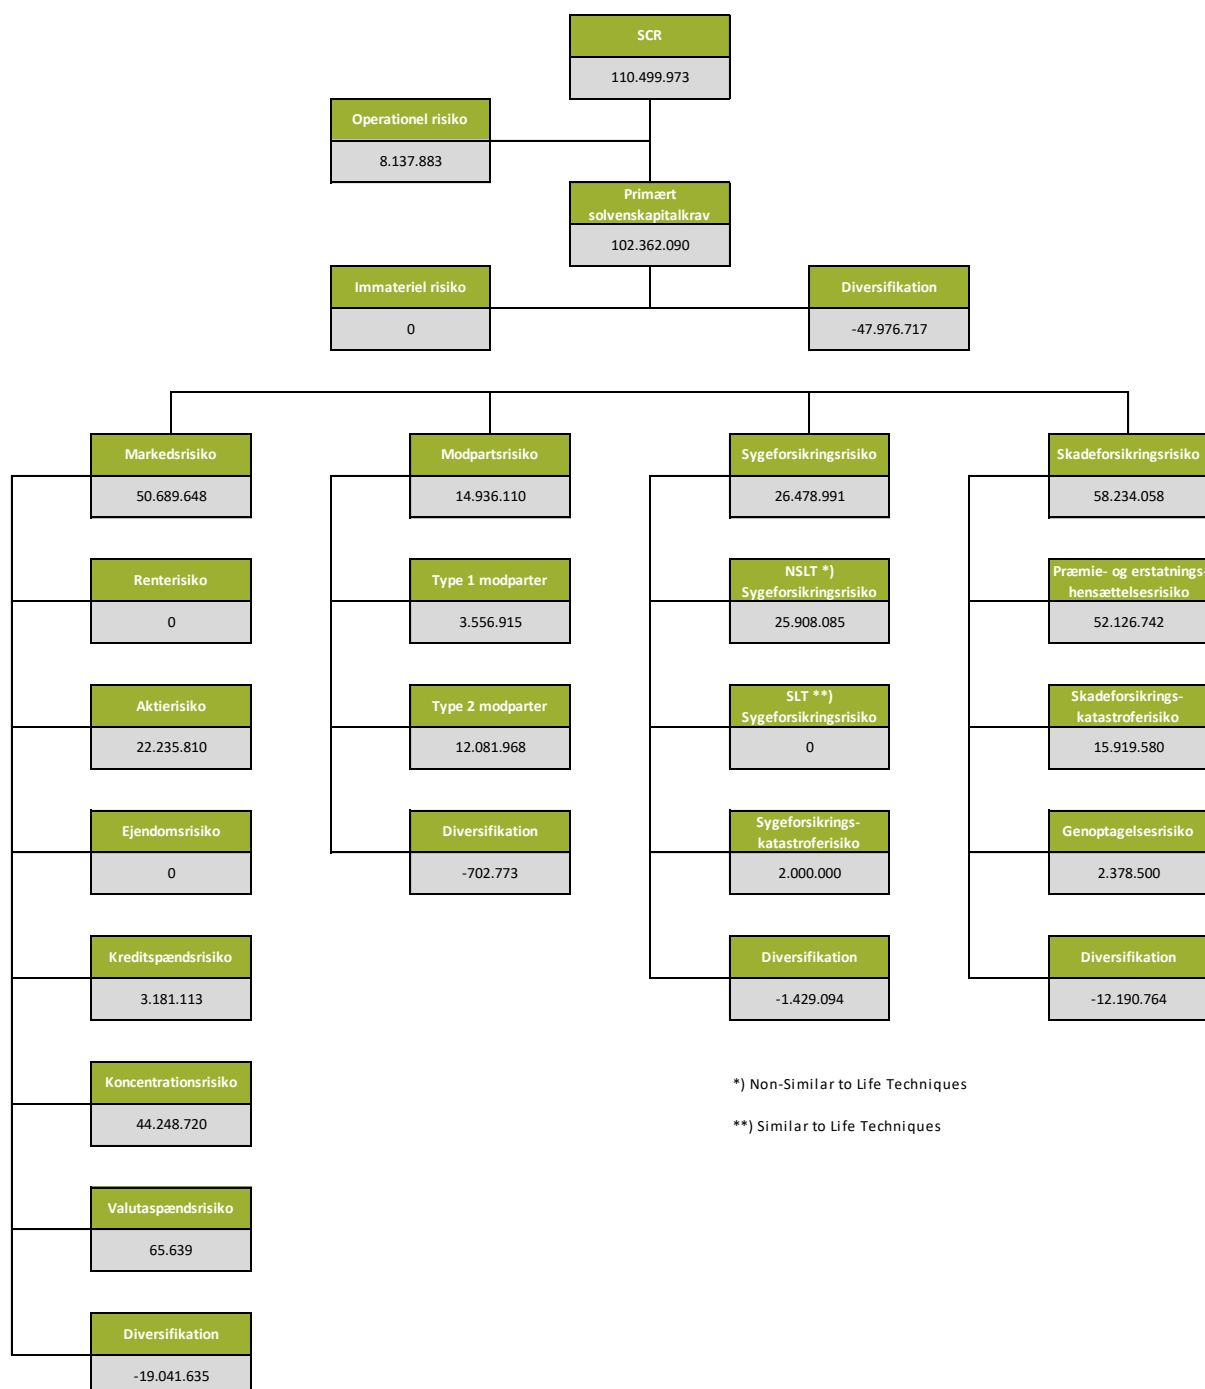 SCR
110.499.973
Operationel risiko
8.137.883
Primært
solvenskapitalkrav
102.362.090
Immateriel risiko
0
Diversifikation
-47.976.717
Markedsrisiko
50.689.648
Renterisiko
0
Aktierisiko
22.235.810
Ejendomsrisiko
0
Kreditspændsrisiko
3.181.113
Koncentrationsrisiko
44.248.720
Valutaspændsrisiko
65.639
Diversifikation
-19.041.635
Modpartsrisiko
14.936.110
Type 1 modparter
3.556.915
Type 2 modparter
12.081.968
Diversifikation
-702.773
Sygeforsikringsrisiko
26.478.991
NSLT *)
Sygeforsikringsrisiko
25.908.085
SLT **)
Sygeforsikringsrisiko
0
Sygeforsikrings-
katastroferisiko
2.000.000
Diversifikation
-1.429.094
Skadeforsikringsrisiko
58.234.058
Præmie- og erstatnings-
hensættelsesrisiko
52.126.742
Skadeforsikrings-
katastroferisiko
15.919.580
Genoptagelsesrisiko
2.378.500
Diversifikation
-12.190.764
*) Non-Similar to Life Techniques
**) Similar to Life Techniques